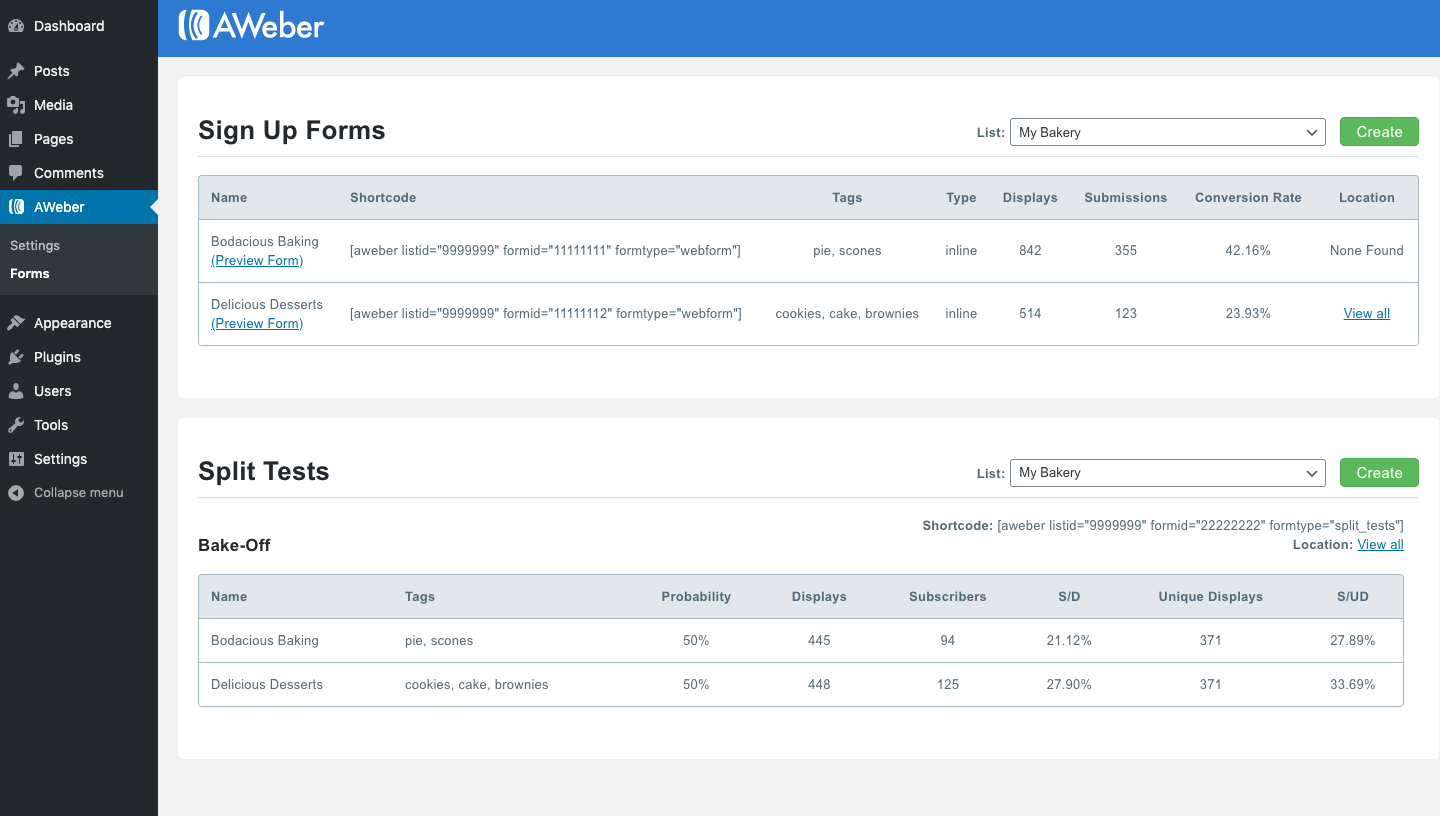 Dashboard
Posts
Media
Pages
Comments
AWeber
Settings
Forms
Appearance
Plugins
Users
Tools
Settings
Collapse menu
AWeber
Sign Up Forms
List: My Bakery Create
Name Shortcode Tags Type Displays Submissions Conversion Rate Location
Bodacious Baking
(Preview Form) [aweber listid="9999999" formid="11111111" formtype="webform"] pie, scones inline 842 355 42.16% None Found
Delicious Desserts
(Preview Form) [aweber listid="9999999" formid="11111112" formtype="webform"] cookies, cake, brownies inline 514 123 23.93% View all
Split Tests
List: My Bakery Create
Shortcode: [aweber listid="9999999" formid="22222222" formtype="split_tests"]
Location: View all
Bake-Off
Name Tags Probability Displays Subscribers S/D Unique Displays S/UD
Bodacious Baking pie, scones 50% 445 94 21.12% 371 27.89%
Delicious Desserts cookies, cake, brownies 50% 448 125 27.90% 371 33.69%